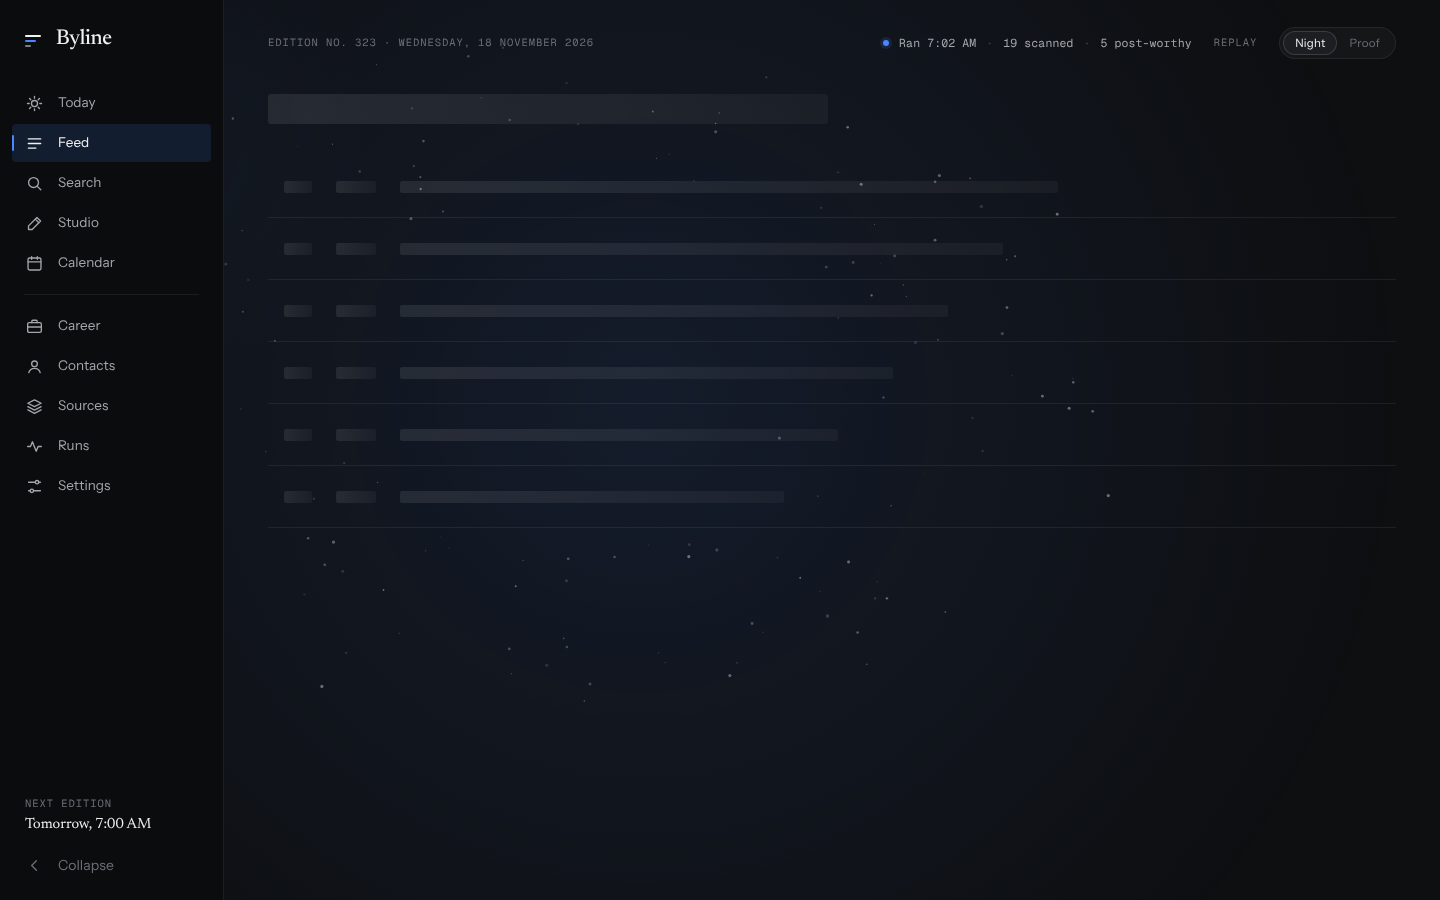 Byline
Today
Feed
Search
Studio
Calendar
Career
Contacts
Sources
Runs
Settings
NEXT EDITION
Tomorrow, 7:00 AM
Collapse
EDITION NO. 323 · WEDNESDAY, 18 NOVEMBER 2026
Ran 7:02 AM · 19 scanned · 5 post-worthy
REPLAY
Night
Proof